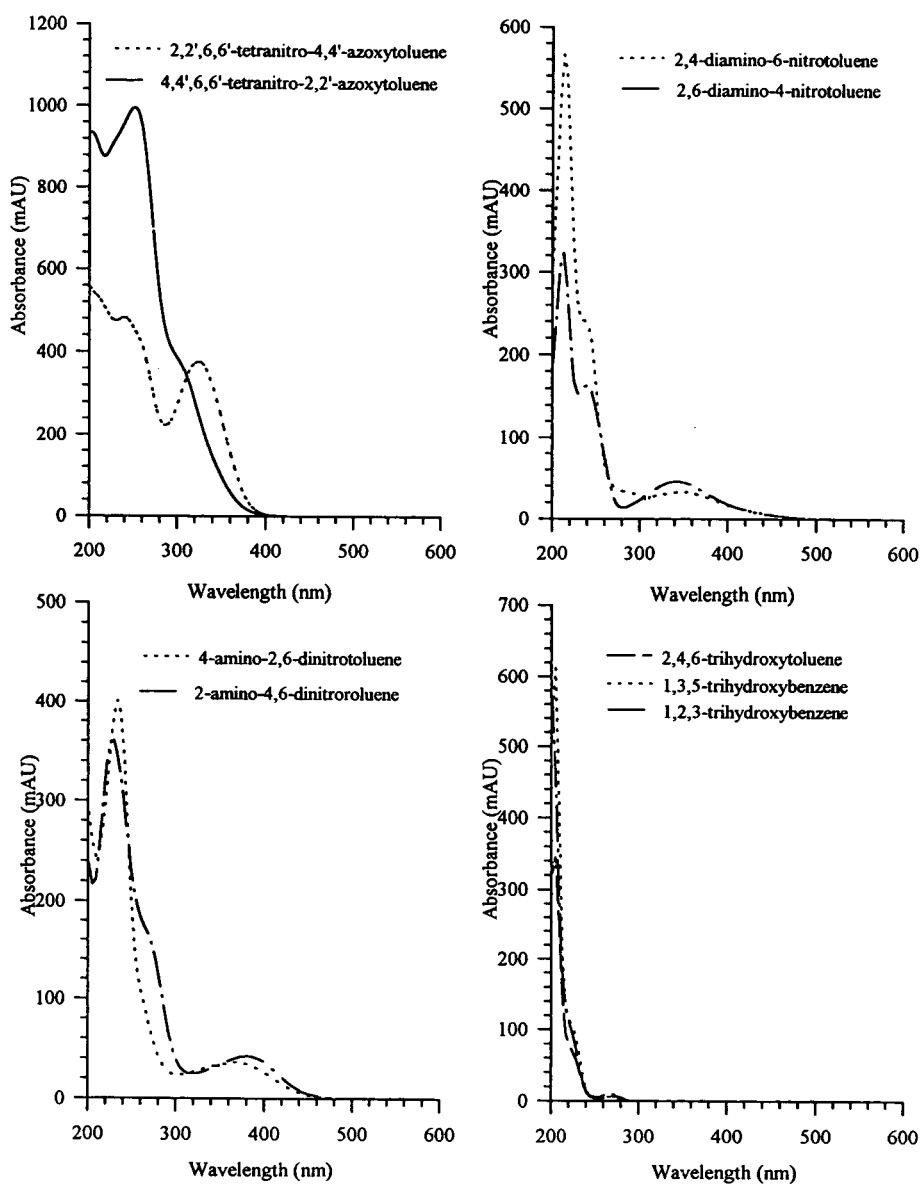 1200
1000
800
600
400
200
0
Absorbance (mAU)
2,2',6,6'-tetranitro-4,4'-azoxytoluene
4,4',6,6'-tetranitro-2,2'-azoxytoluene
200 300 400 500 600
Wavelength (nm)
600
500
400
300
200
100
0
Absorbance (mAU)
2,4-diamino-6-nitrotoluene
2,6-diamino-4-nitrotoluene
200 300 400 500 600
Wavelength (nm)
500
400
300
200
100
0
Absorbance (mAU)
4-amino-2,6-dinitrotoluene
2-amino-4,6-dinitroroluene
200 300 400 500 600
Wavelength (nm)
700
600
500
400
300
200
100
0
Absorbance (mAU)
2,4,6-trihydroxytoluene
1,3,5-trihydroxybenzene
1,2,3-trihydroxybenzene
200 300 400 500 600
Wavelength (nm)